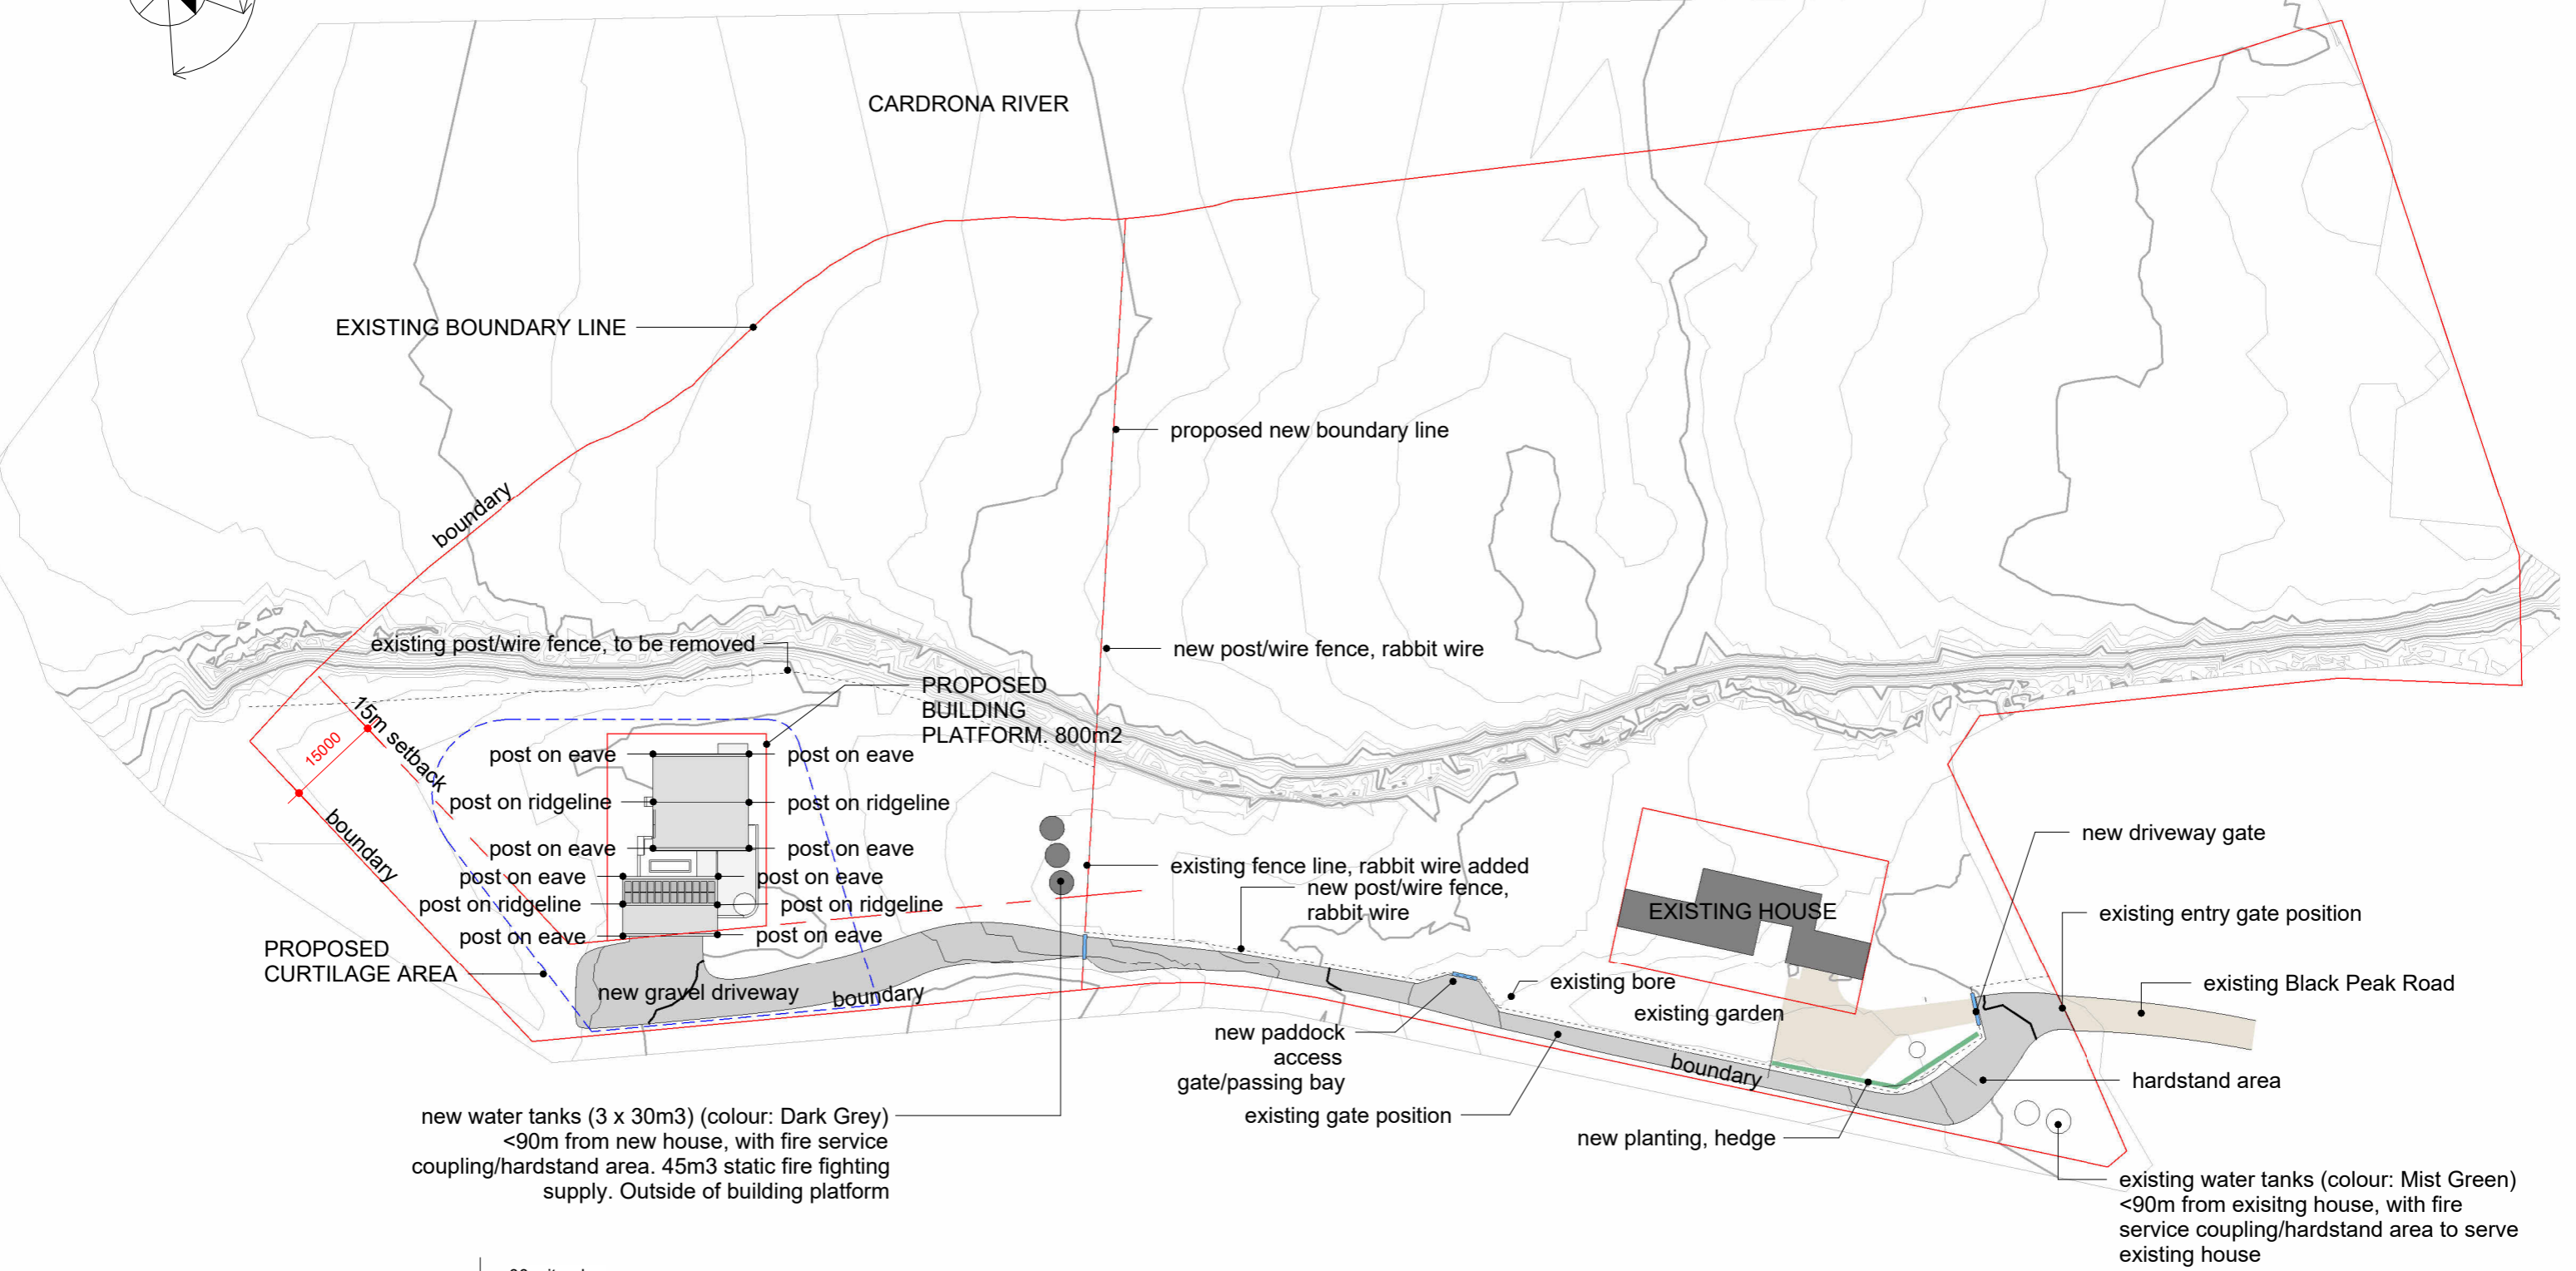 CARDRONA RIVER
EXISTING BOUNDARY LINE
proposed new boundary line
boundary
existing post/wire fence, to be removed
new post/wire fence, rabbit wire
PROPOSED
BUILDING
PLATFORM. 800m2
15m setback
15000
boundary
post on eave
post on eave
post on ridgeline
post on ridgeline
post on eave
post on eave
post on eave
post on eave
post on ridgeline
post on ridgeline
post on eave
post on eave
PROPOSED
CURTILAGE AREA
new gravel driveway
boundary
existing fence line, rabbit wire added
new post/wire fence,
rabbit wire
EXISTING HOUSE
new driveway gate
existing entry gate position
existing Black Peak Road
existing bore
existing garden
new paddock
access
gate/passing bay
boundary
hardstand area
existing gate position
new planting, hedge
new water tanks (3 x 30m3) (colour: Dark Grey)
<90m from new house, with fire service
coupling/hardstand area. 45m3 static fire fighting
supply. Outside of building platform
existing water tanks (colour: Mist Green)
<90m from exisitng house, with fire
service coupling/hardstand area to serve
existing house